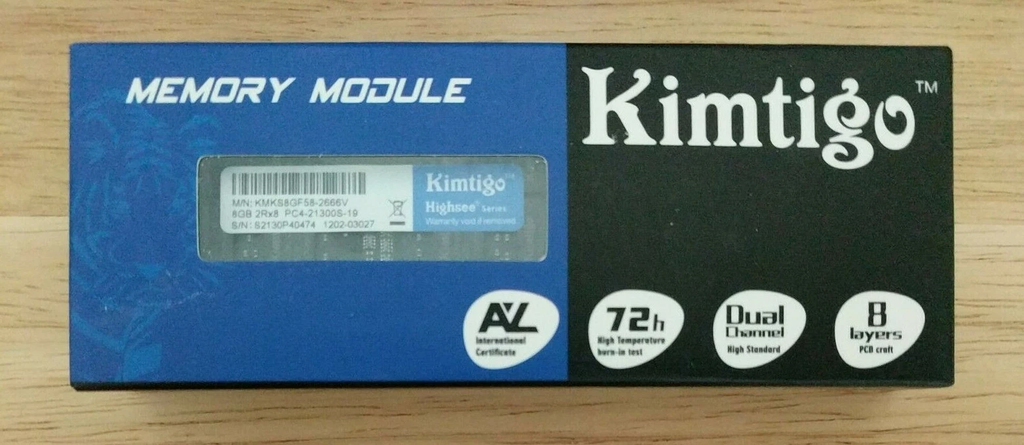 MEMORY MODULE
Kimtigo™
M/N: KMKS8GF58-2666V
8GB 2Rx8 PC4-21300S-19
S/N: S2130P40474 1202-03027
Kimtigo™
Highsee® Series
Warranty void if removed
AVL
International
Certificate
72h
High Temperature
burn-in test
Dual
Channel
High Standard
8
layers
PCB craft